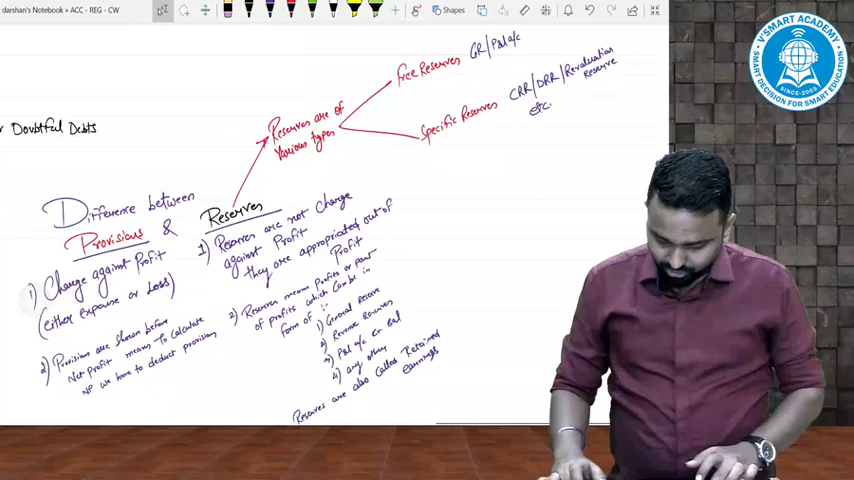 darshan's Notebook » ACC - REG - CW
Shapes
Free Reserves GR/P&L a/c
Specific Reserves CRR/DRR/Revaluation
Reserve
etc.
Reserves are of
various types
Doubtful Debts
Difference between
Provisions &
Reserves
1) Charge against Profit
(either Expense or Loss)
2) Provisions are shown before
Net profit means To Calculate
NP we have to deduct provision
1) Reserves are not Charge
against Profit
they are appropriated out of
Profit
2) Reserves means Profits or part
of profits which Can be in
form of :-
1) General Reserve
2) Revenue Reserves
3) P&L a/c Cr Bal
4) any other
Reserves are also Called Retained
earnings
V'SMART ACADEMY
SINCE-2009
SMART DECISION FOR SMART EDUCATION